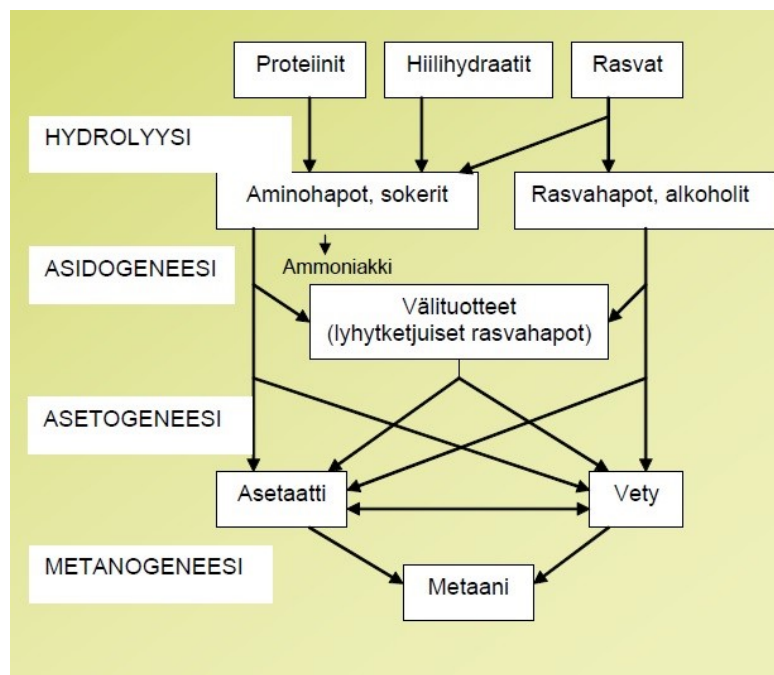 Proteiinit
Hiilihydraatit
Rasvat
HYDROLYYSI
Aminohapot, sokerit
Rasvahapot, alkoholit
ASIDOGENEESI
Ammoniakki
Välituotteet
(lyhytketjuiset rasvahapot)
ASETOGENEESI
Asetaatti
Vety
METANOGENEESI
Metaani